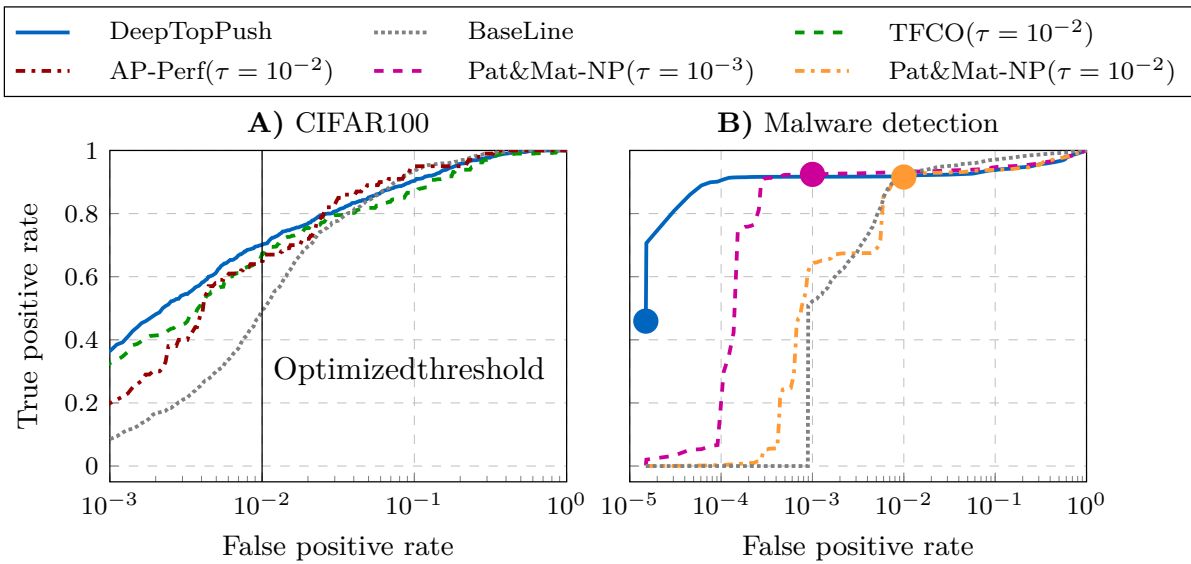 DeepTopPush BaseLine TFCO(τ = 10⁻²)
AP-Perf(τ = 10⁻²) Pat&Mat-NP(τ = 10⁻³) Pat&Mat-NP(τ = 10⁻²)
A) CIFAR100
B) Malware detection
True positive rate
1
0.8
0.6
0.4
0.2
0
Optimizedthreshold
10⁻³ 10⁻² 10⁻¹ 10⁰
10⁻⁵ 10⁻⁴ 10⁻³ 10⁻² 10⁻¹ 10⁰
False positive rate
False positive rate